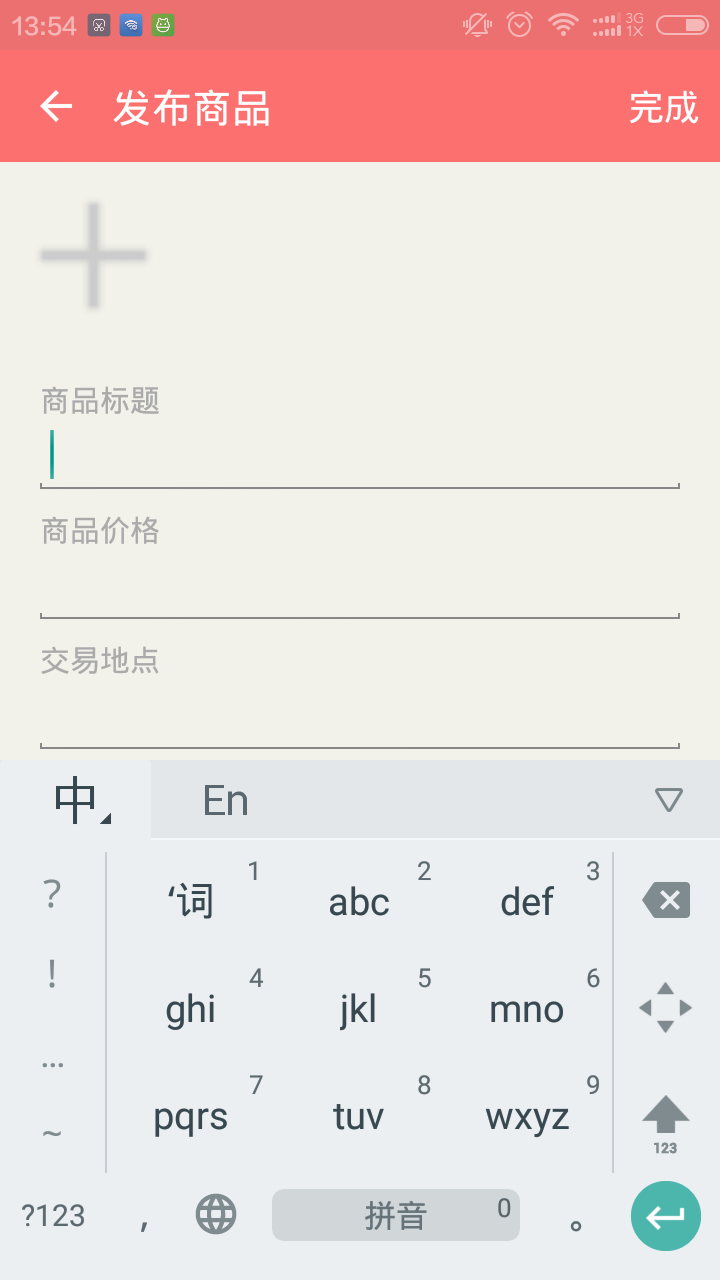 13:54 3G 1X
发布商品 完成
商品标题
商品价格
交易地点
中 En
? '词 1 abc 2 def 3
! ghi 4 jkl 5 mno 6
... pqrs 7 tuv 8 wxyz 9
~ 123
?123 , 拼音 0 。